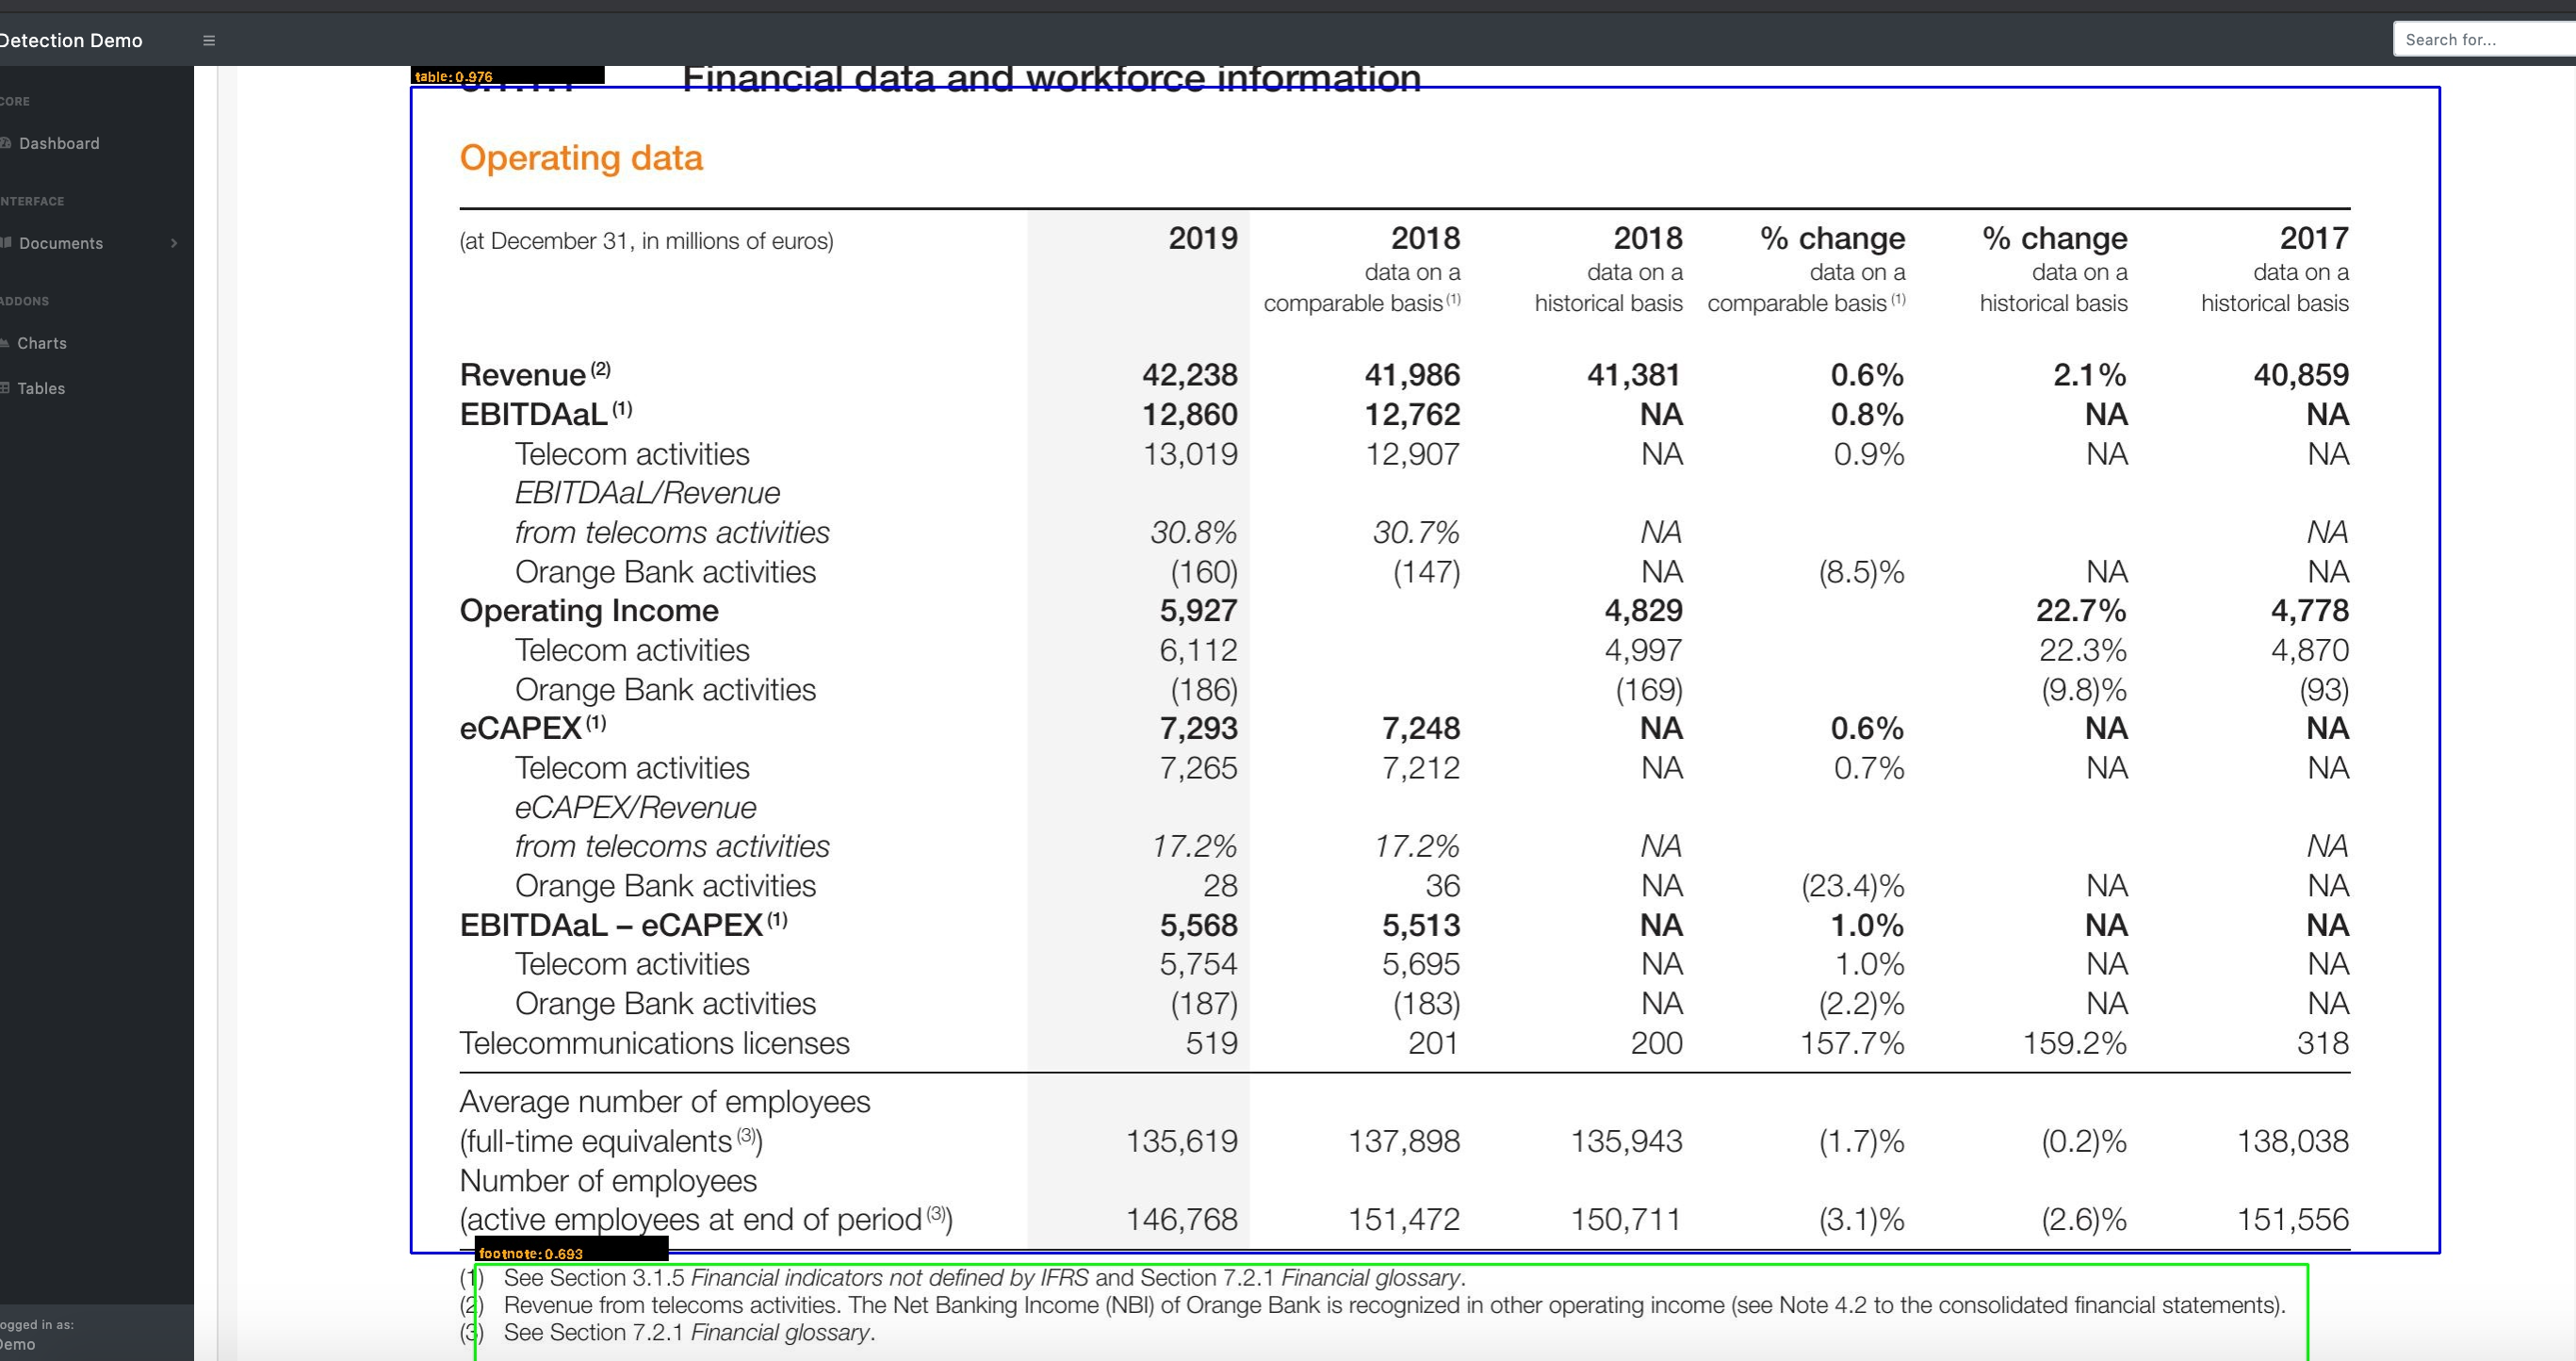 Detection Demo
Search for...
CORE
Dashboard
INTERFACE
Documents
ADDONS
Charts
Tables
table: 0.976
Financial data and workforce information
Operating data
(at December 31, in millions of euros) 2019 2018 2018 % change % change 2017
data on a data on a data on a data on a data on a
comparable basis (1) historical basis comparable basis (1) historical basis historical basis
Revenue (2) 42,238 41,986 41,381 0.6% 2.1% 40,859
EBITDAaL (1) 12,860 12,762 NA 0.8% NA NA
Telecom activities 13,019 12,907 NA 0.9% NA NA
EBITDAaL/Revenue
from telecoms activities 30.8% 30.7% NA NA
Orange Bank activities (160) (147) NA (8.5)% NA NA
Operating Income 5,927 4,829 22.7% 4,778
Telecom activities 6,112 4,997 22.3% 4,870
Orange Bank activities (186) (169) (9.8)% (93)
eCAPEX (1) 7,293 7,248 NA 0.6% NA NA
Telecom activities 7,265 7,212 NA 0.7% NA NA
eCAPEX/Revenue
from telecoms activities 17.2% 17.2% NA NA
Orange Bank activities 28 36 NA (23.4)% NA NA
EBITDAaL – eCAPEX (1) 5,568 5,513 NA 1.0% NA NA
Telecom activities 5,754 5,695 NA 1.0% NA NA
Orange Bank activities (187) (183) NA (2.2)% NA NA
Telecommunications licenses 519 201 200 157.7% 159.2% 318
Average number of employees
(full-time equivalents (3)) 135,619 137,898 135,943 (1.7)% (0.2)% 138,038
Number of employees
(active employees at end of period (3)) 146,768 151,472 150,711 (3.1)% (2.6)% 151,556
footnote: 0.693
(1) See Section 3.1.5 Financial indicators not defined by IFRS and Section 7.2.1 Financial glossary.
(2) Revenue from telecoms activities. The Net Banking Income (NBI) of Orange Bank is recognized in other operating income (see Note 4.2 to the consolidated financial statements).
(3) See Section 7.2.1 Financial glossary.
ogged in as:
Demo